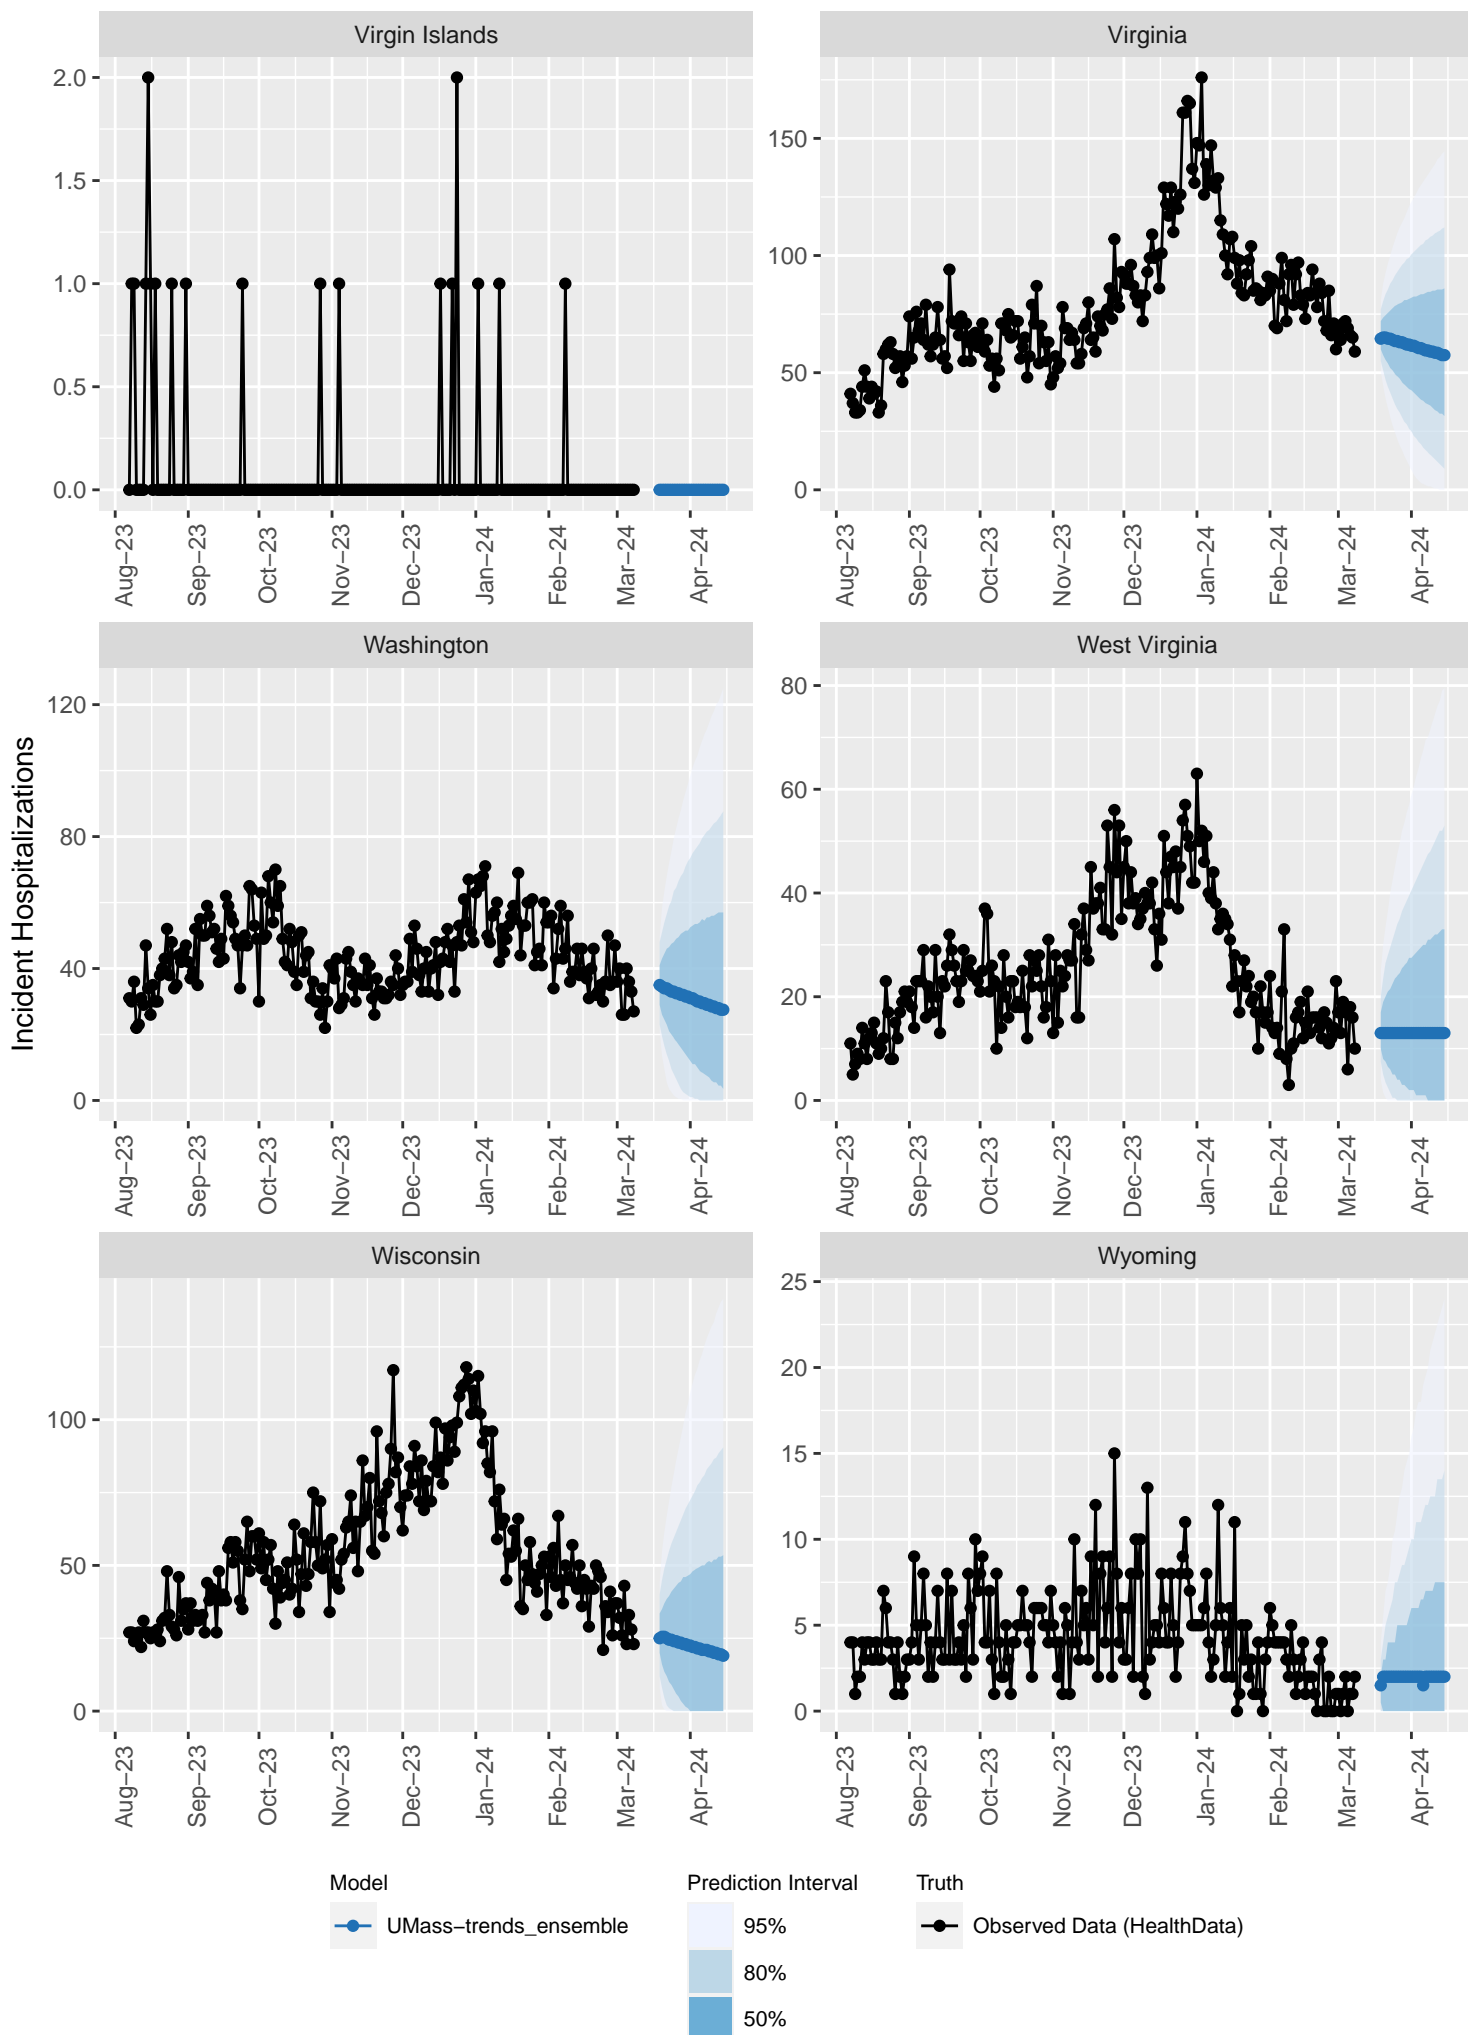 Virgin Islands
Virginia
2.0
1.5
1.0
0.5
0.0
150
100
50
0
Aug−23
Sep−23
Oct−23
Nov−23
Dec−23
Jan−24
Feb−24
Mar−24
Apr−24
Aug−23
Sep−23
Oct−23
Nov−23
Dec−23
Jan−24
Feb−24
Mar−24
Apr−24
Incident Hospitalizations
Washington
West Virginia
120
80
40
0
80
60
40
20
0
Aug−23
Sep−23
Oct−23
Nov−23
Dec−23
Jan−24
Feb−24
Mar−24
Apr−24
Aug−23
Sep−23
Oct−23
Nov−23
Dec−23
Jan−24
Feb−24
Mar−24
Apr−24
Wisconsin
Wyoming
100
50
0
25
20
15
10
5
0
Aug−23
Sep−23
Oct−23
Nov−23
Dec−23
Jan−24
Feb−24
Mar−24
Apr−24
Aug−23
Sep−23
Oct−23
Nov−23
Dec−23
Jan−24
Feb−24
Mar−24
Apr−24
Model
UMass−trends_ensemble
Prediction Interval
95%
80%
50%
Truth
Observed Data (HealthData)